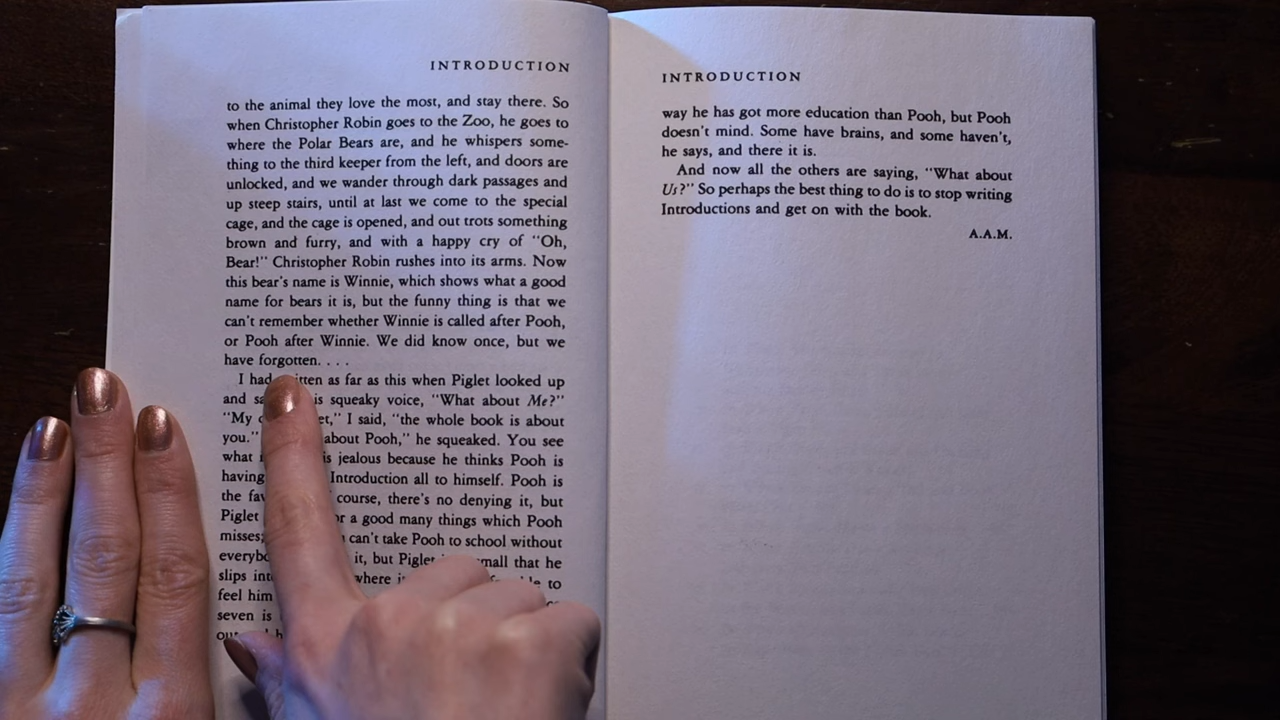 INTRODUCTION
to the animal they love the most, and stay there. So
when Christopher Robin goes to the Zoo, he goes to
where the Polar Bears are, and he whispers some-
thing to the third keeper from the left, and doors are
unlocked, and we wander through dark passages and
up steep stairs, until at last we come to the special
cage, and the cage is opened, and out trots something
brown and furry, and with a happy cry of "Oh,
Bear!" Christopher Robin rushes into its arms. Now
this bear's name is Winnie, which shows what a good
name for bears it is, but the funny thing is that we
can't remember whether Winnie is called after Pooh,
or Pooh after Winnie. We did know once, but we
have forgotten. . . .
I had as far as this when Piglet looked up
and squeaky voice, "What about Me?"
"My I said, "the whole book is about
you." about Pooh," he squeaked. You see
what jealous because he thinks Pooh is
having Introduction all to himself. Pooh is
the course, there's no denying it, but
Piglet a good many things which Pooh
misses; can't take Pooh to school without
it, but Piglet small that he
slips
feel him
seven is
INTRODUCTION
way he has got more education than Pooh, but Pooh
doesn't mind. Some have brains, and some haven't,
he says, and there it is.
And now all the others are saying, "What about
Us?" So perhaps the best thing to do is to stop writing
Introductions and get on with the book.
A.A.M.